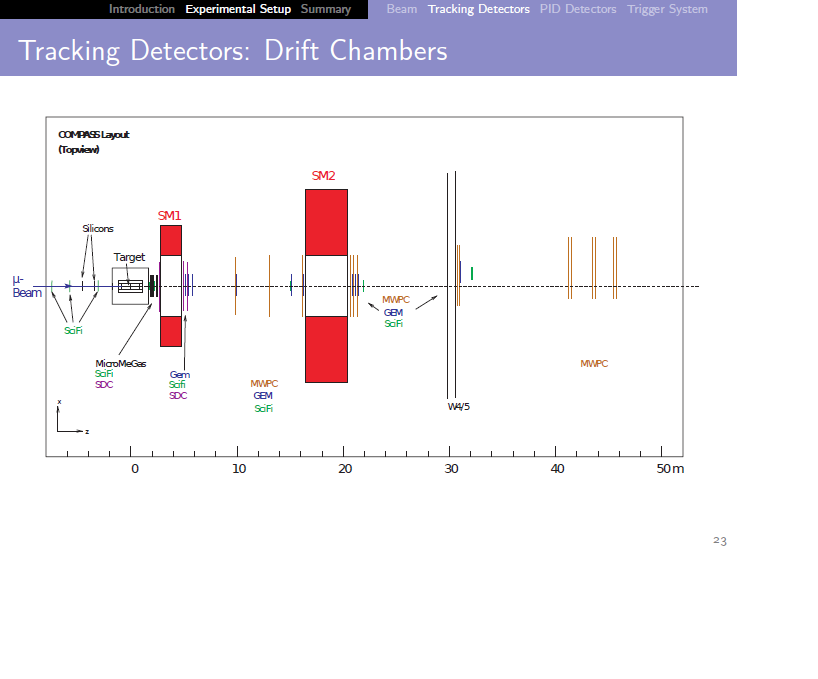 Introduction Experimental Setup Summary Beam Tracking Detectors PID Detectors Trigger System
Tracking Detectors: Drift Chambers
COMPASS Layout
(Topview)
SM2
SM1
Silicons
Target
μ-
Beam
MWPC
GEM
SciFi
SciFi
MicroMeGas
SciFi
SDC
Gem
Scifi
SDC
MWPC
GEM
SciFi
MWPC
W4/5
x
z
0 10 20 30 40 50 m
23